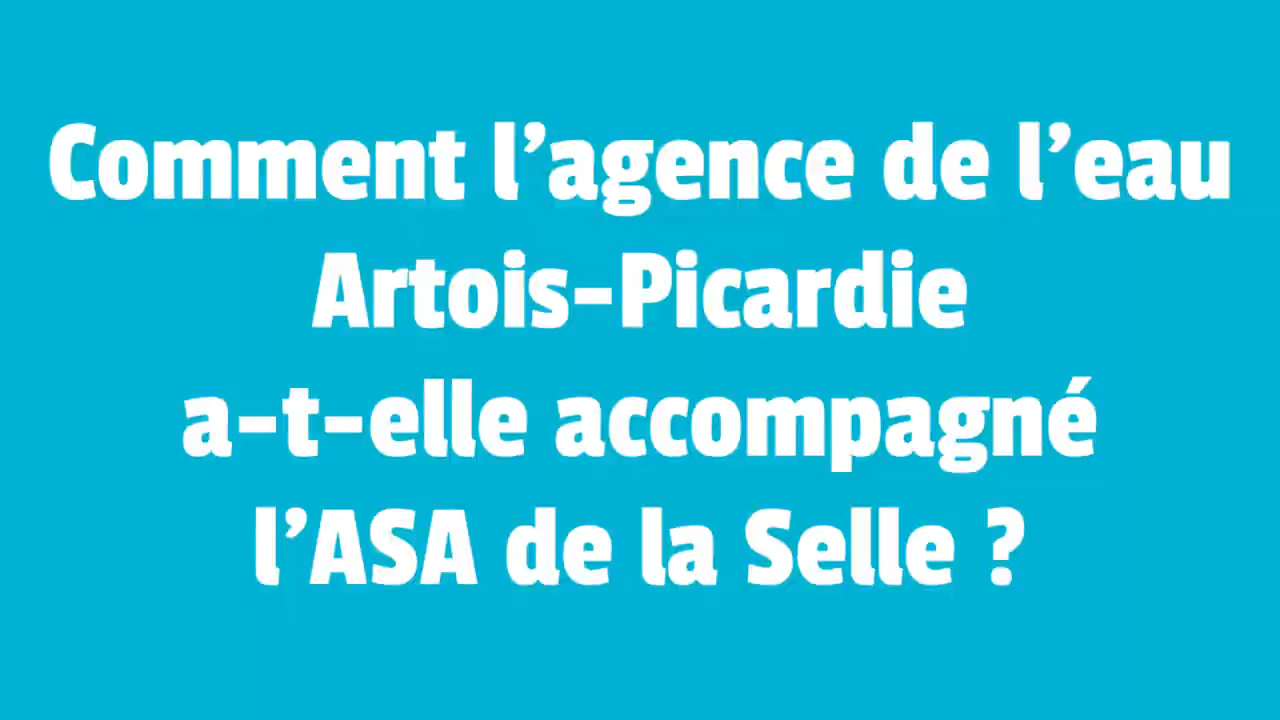 Comment l’agence de l’eau
Artois-Picardie
a-t-elle accompagné
l’ASA de la Selle ?